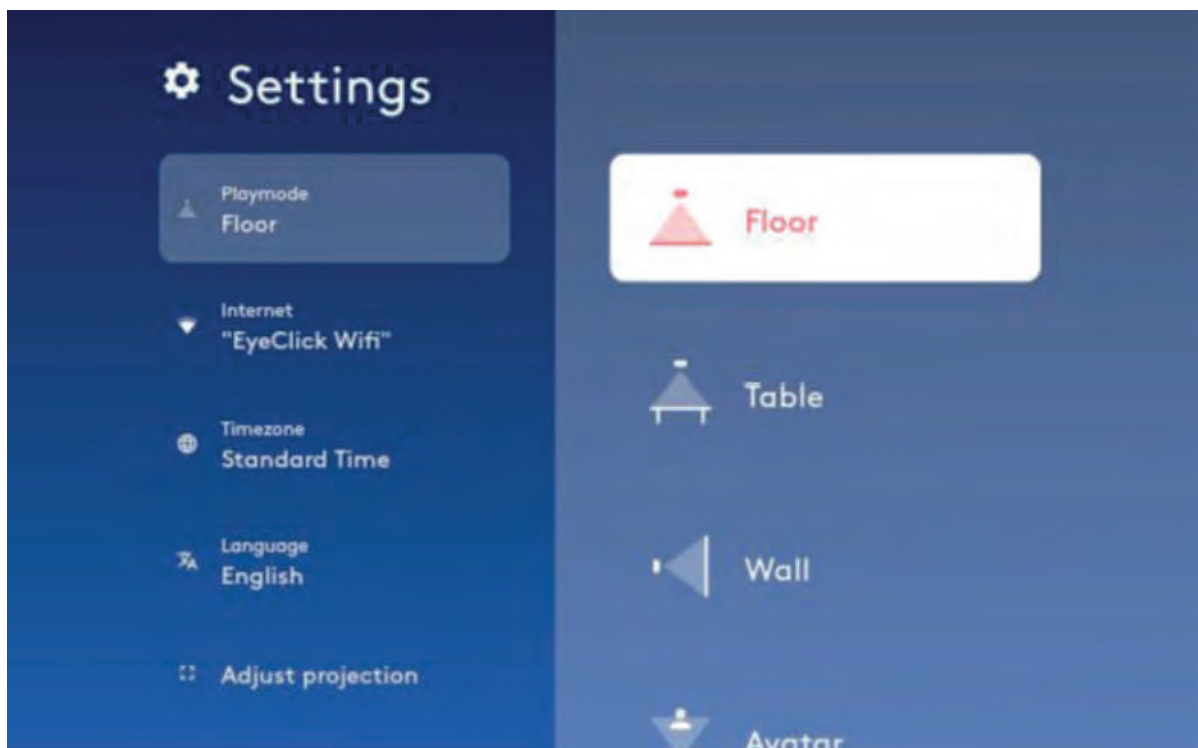 Settings
Playmode
Floor
Internet
"EyeClick Wifi"
Timezone
Standard Time
Language
English
Adjust projection
Floor
Table
Wall
Avatar